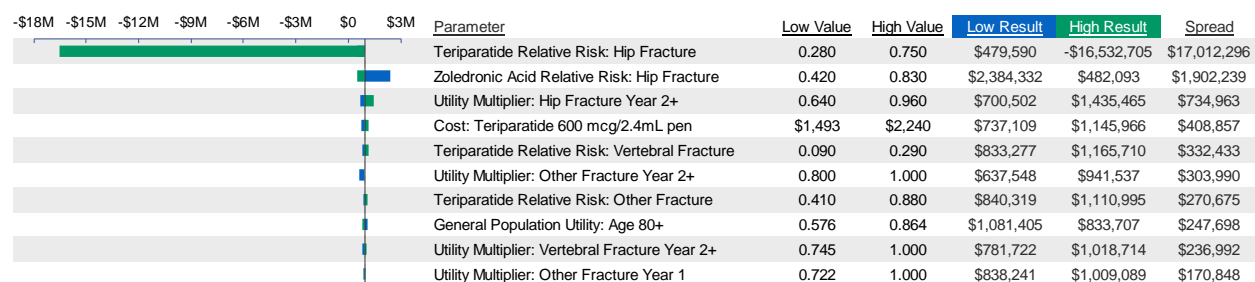 -$18M -$15M -$12M -$9M -$6M -$3M $0 $3M Parameter Low Value High Value Low Result High Result Spread
Teriparatide Relative Risk: Hip Fracture 0.280 0.750 $479,590 -$16,532,705 $17,012,296
Zoledronic Acid Relative Risk: Hip Fracture 0.420 0.830 $2,384,332 $482,093 $1,902,239
Utility Multiplier: Hip Fracture Year 2+ 0.640 0.960 $700,502 $1,435,465 $734,963
Cost: Teriparatide 600 mcg/2.4mL pen $1,493 $2,240 $737,109 $1,145,966 $408,857
Teriparatide Relative Risk: Vertebral Fracture 0.090 0.290 $833,277 $1,165,710 $332,433
Utility Multiplier: Other Fracture Year 2+ 0.800 1.000 $637,548 $941,537 $303,990
Teriparatide Relative Risk: Other Fracture 0.410 0.880 $840,319 $1,110,995 $270,675
General Population Utility: Age 80+ 0.576 0.864 $1,081,405 $833,707 $247,698
Utility Multiplier: Vertebral Fracture Year 2+ 0.745 1.000 $781,722 $1,018,714 $236,992
Utility Multiplier: Other Fracture Year 1 0.722 1.000 $838,241 $1,009,089 $170,848